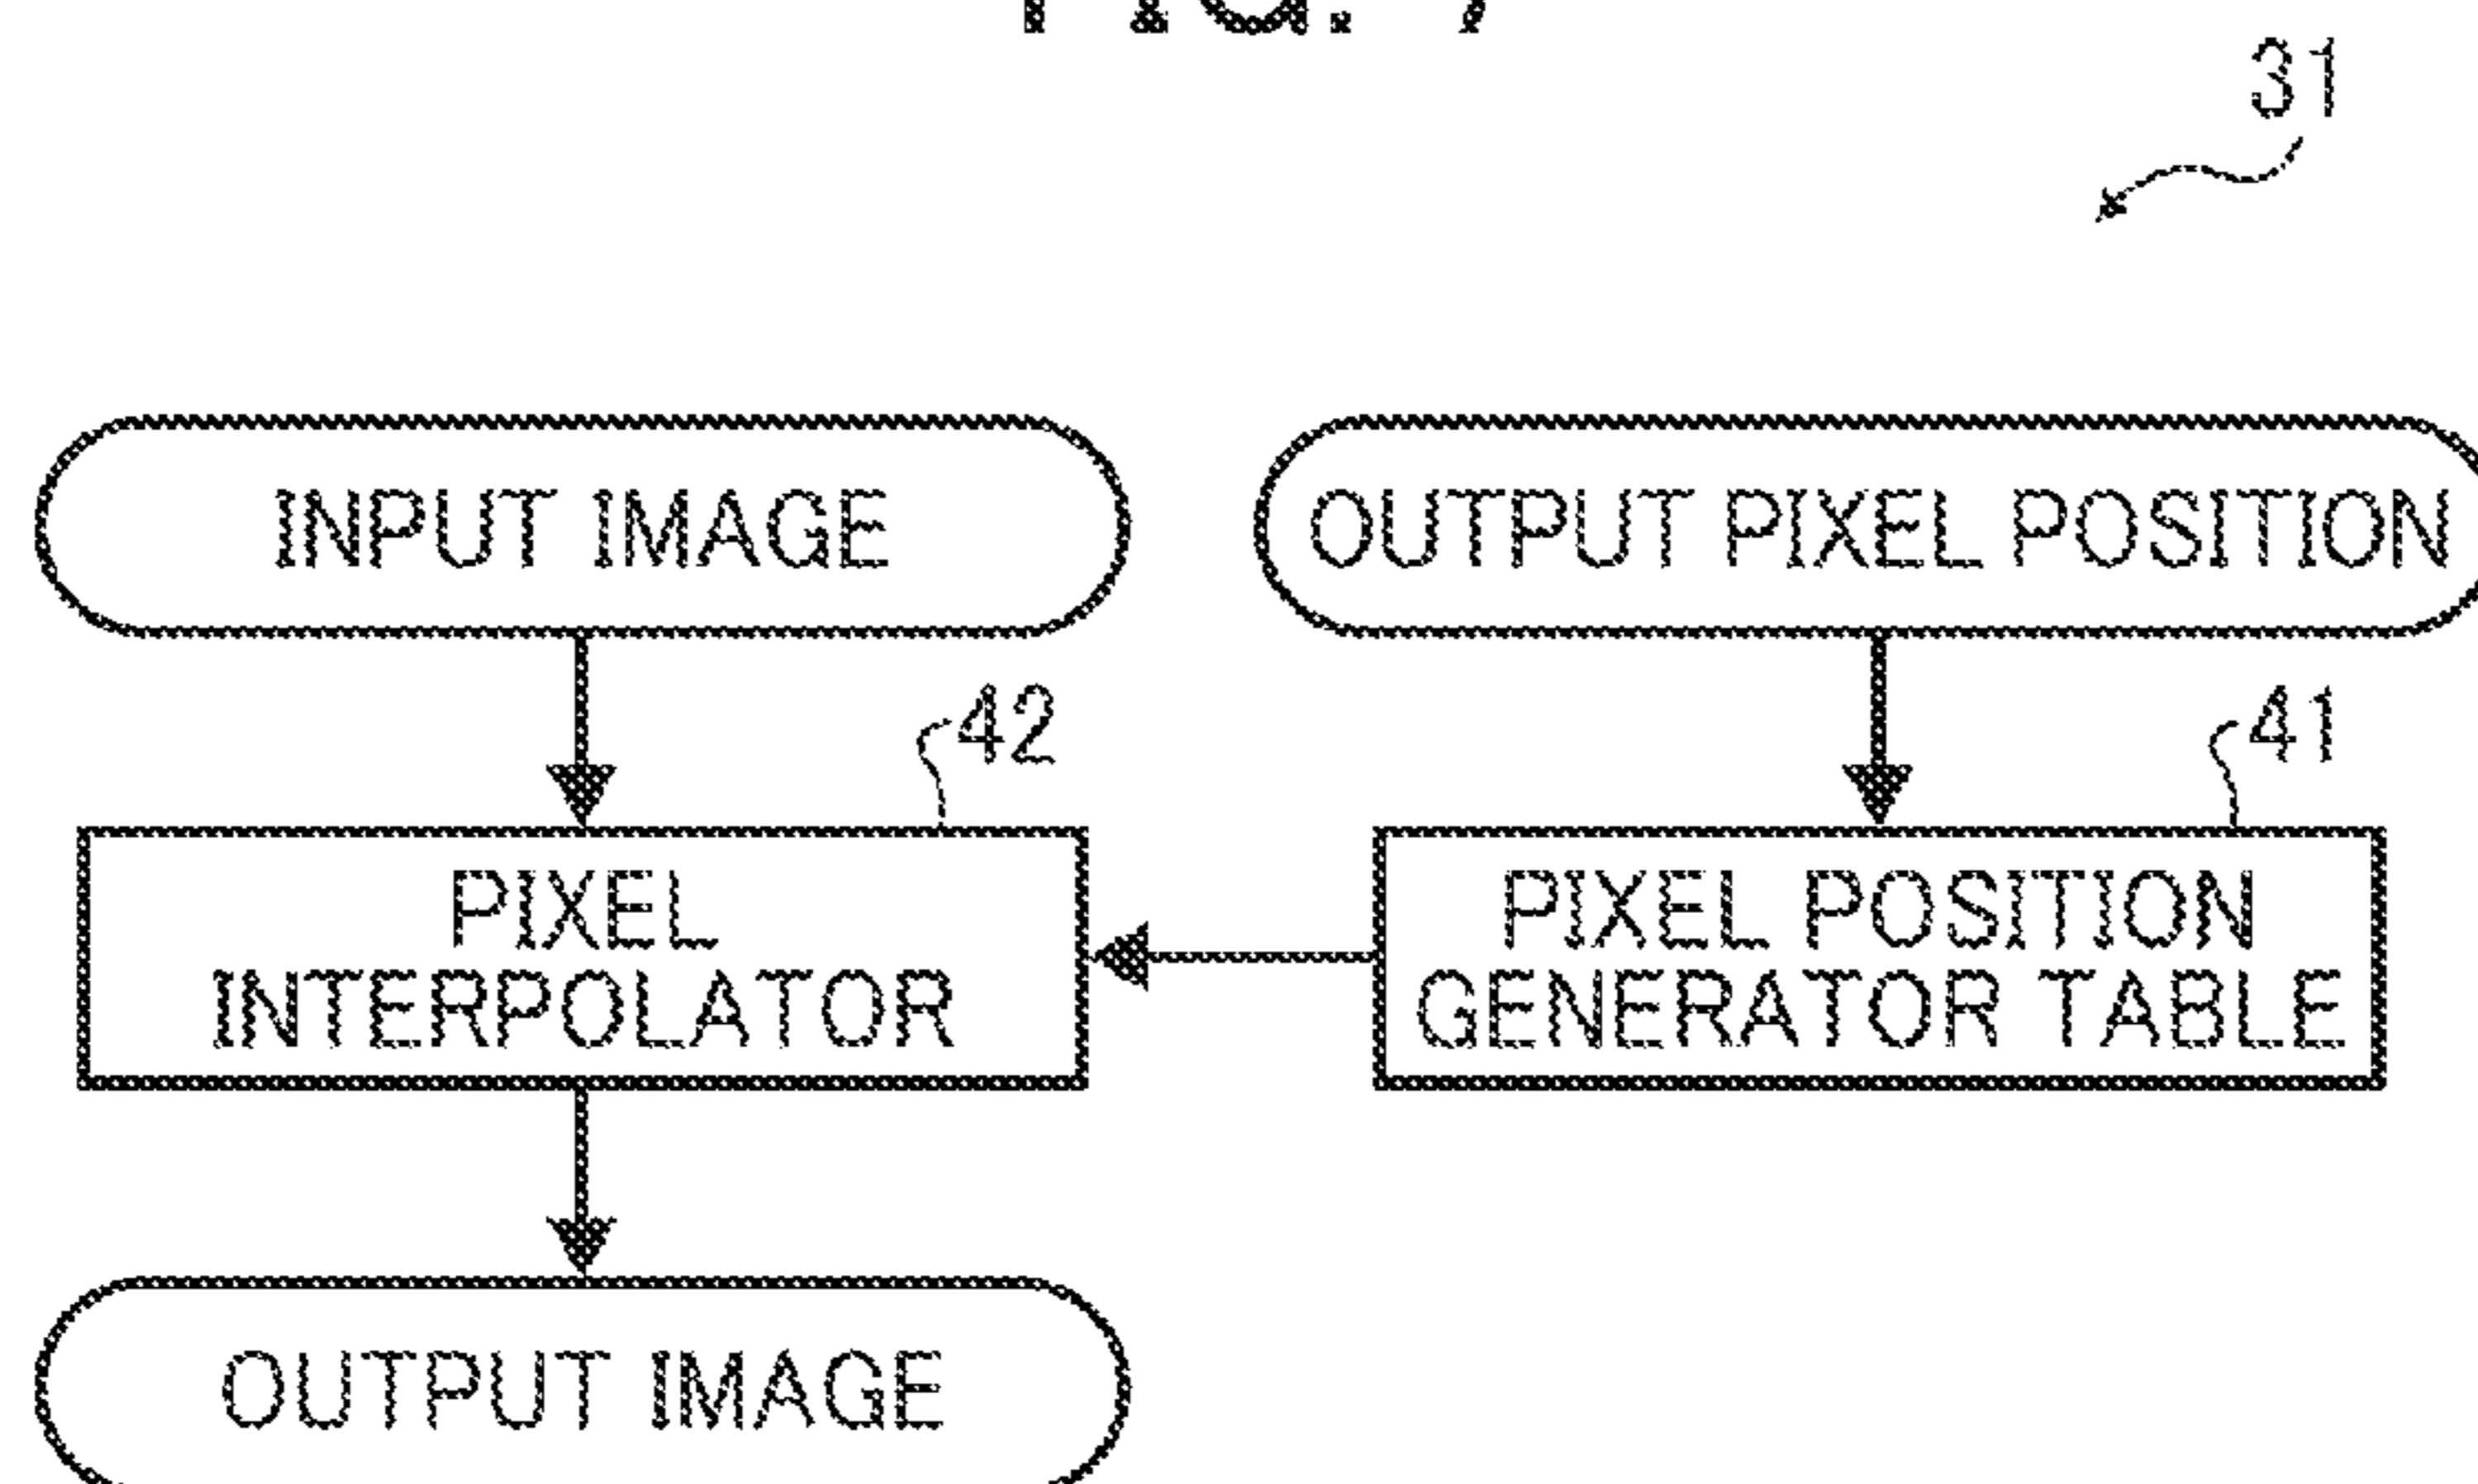 31
INPUT IMAGE
OUTPUT PIXEL POSITION
42
41
PIXEL
INTERPOLATOR
PIXEL POSITION
GENERATOR TABLE
OUTPUT IMAGE